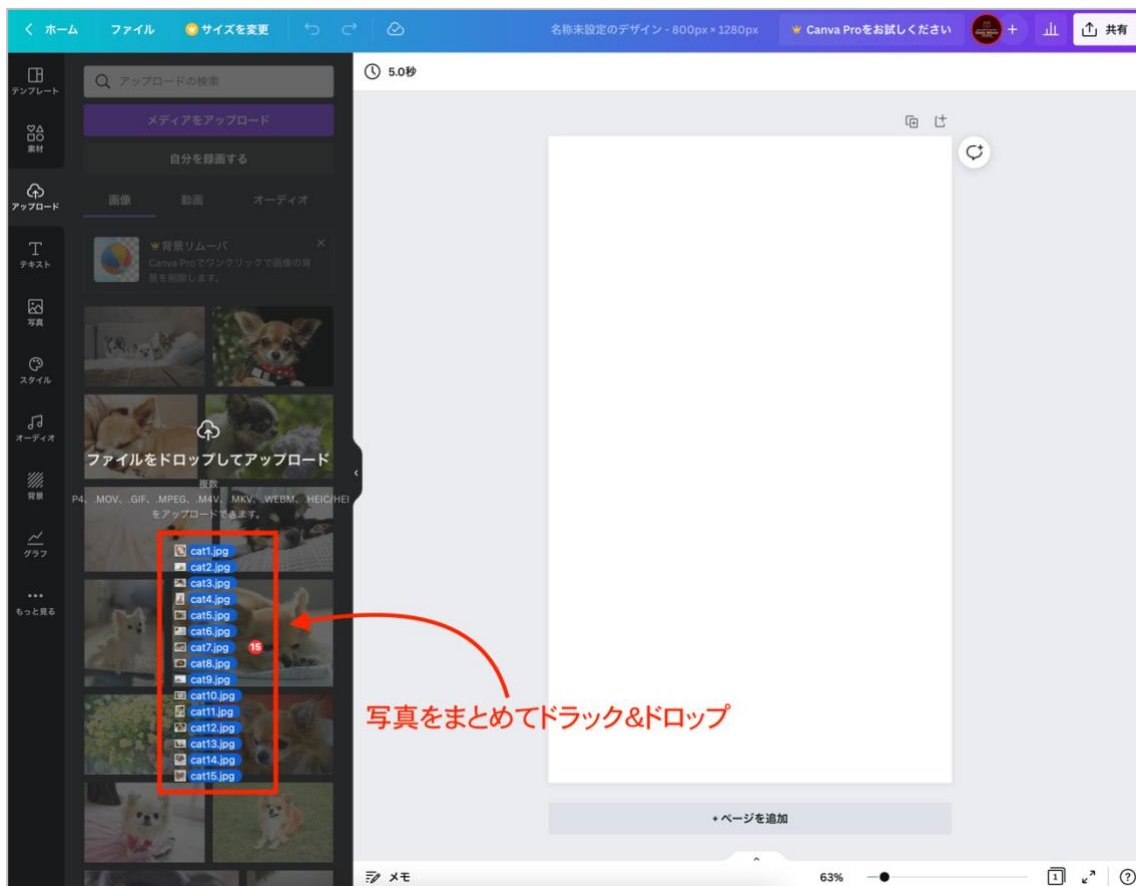 ホーム
ファイル
サイズを変更
名称未設定のデザイン - 800px × 1280px
Canva Proをお試しください
共有
テンプレート
素材
アップロード
テキスト
写真
スタイル
オーディオ
背景
グラフ
もっと見る
アップロードの検索
メディアをアップロード
自分を録画する
画像 動画 オーディオ
背景リムーバ
Canva Proでワンクリックで画像の背
景を削除します。
ファイルをドロップしてアップロード
複数
P4、.MOV、.GIF、.MPEG、.M4V、.MKV、.WEBM、.HEIC/HEI
をアップロードできます。
cat1.jpg
cat2.jpg
cat3.jpg
cat4.jpg
cat5.jpg
cat6.jpg
cat7.jpg
15
cat8.jpg
cat9.jpg
cat10.jpg
cat11.jpg
cat12.jpg
cat13.jpg
cat14.jpg
cat15.jpg
5.0秒
写真をまとめてドラック&ドロップ
+ ページを追加
メモ
63%
1
?